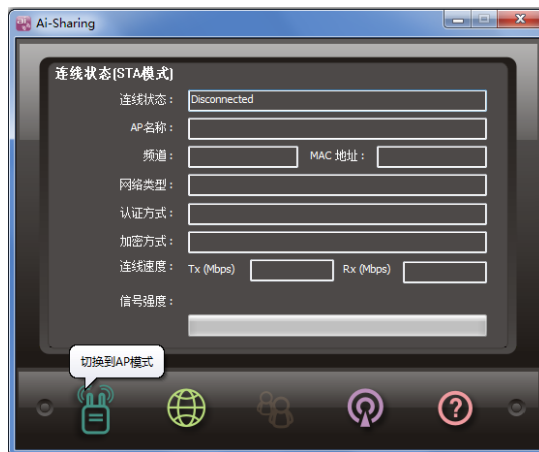 Ai-Sharing
连线状态(STA模式)
连线状态： Disconnected
AP名称：
频道： MAC 地址：
网络类型：
认证方式：
加密方式：
连线速度： Tx (Mbps) Rx (Mbps)
信号强度：
切换到AP模式
?